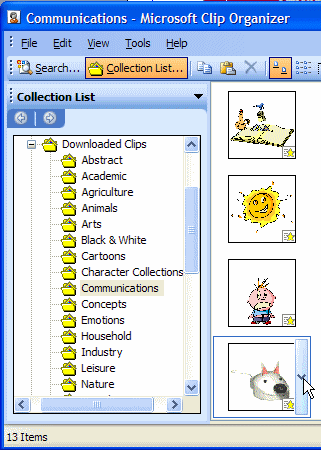 Communications - Microsoft Clip Organizer
File Edit View Tools Help
Search... Collection List...
Collection List
Downloaded Clips
Abstract
Academic
Agriculture
Animals
Arts
Black & White
Cartoons
Character Collections
Communications
Concepts
Emotions
Household
Industry
Leisure
Nature
13 Items